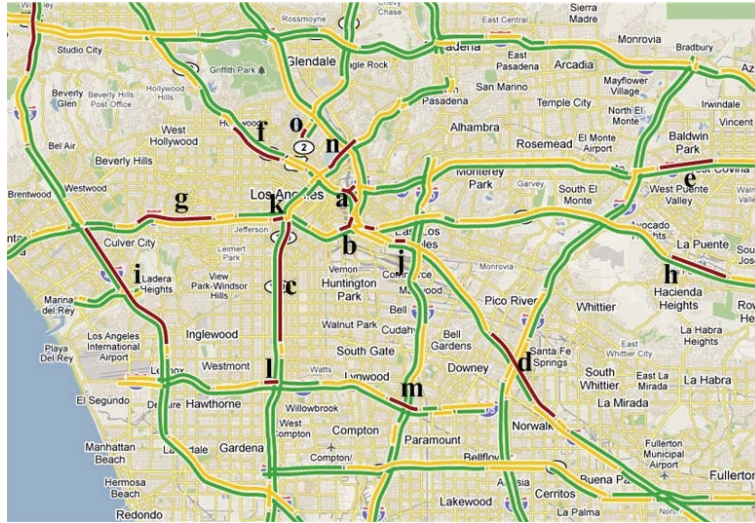 Rossmoyne
Chevy Chase
East Central
Sierra Madre
Monrovia
Bradbury
Studio City
Glendale
Eagle Rock
East Pasadena
Arcadia
Griffith Park
San Marino
Mayflower Village
Pasadena
Temple City
North El Monte
Irwindale
Vincent
Beverly Glen
Beverly Hills Post Office
Hollywood Hills
West Hollywood
f
o
2
n
Alhambra
Rosemead
El Monte Airport
Baldwin Park
Bel Air
Beverly Hills
e
West Covina
Brentwood
Westwood
Los Angeles
a
Monterey Park
Garvey
South El Monte
West Puente Valley
g
k
Jefferson
East Los Angeles
Avocado Heights
La Puente
Culver City
Leimert Park
b
j
h
i
Ladera Heights
View Park-Windsor Hills
c
Vernon
Huntington Park
Commerce
Maywood
Monrovia
Hacienda Heights
Marina del Rey
Pico Rivera
Whittier
Bell
Walnut Park
Cudahy
Playa Del Rey
Los Angeles International Airport
Inglewood
South Gate
Bell Gardens
Santa Fe Springs
East Whittier City
La Habra Heights
Westmont
Watts
l
Lynwood
m
Downey
d
South Whittier
East La Mirada
La Habra
El Segundo
Hawthorne
Willowbrook
La Mirada
West Compton
Paramount
Norwalk
Manhattan Beach
Gardena
Compton/
Fullerton Municipal Airport
Hermosa Beach
Bellflower
Buena Park
Fullerton
Redondo
Lakewood
Cerritos
La Palma